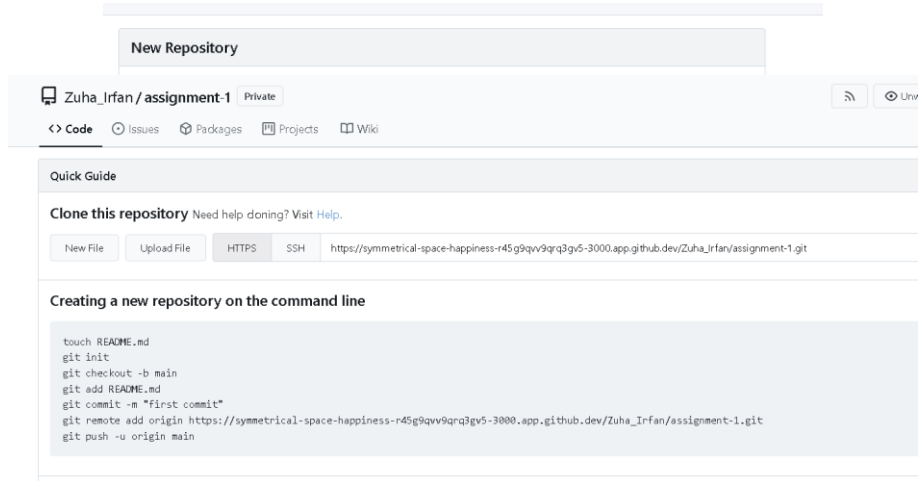 New Repository
Zuha_Irfan / assignment-1 Private
Code Issues Packages Projects Wiki
Quick Guide
Clone this repository Need help cloning? Visit Help.
New File Upload File HTTPS SSH https://symmetrical-space-happiness-r45g9qvv9qrq3gv5-3000.app.github.dev/Zuha_Irfan/assignment-1.git
Creating a new repository on the command line
touch README.md
git init
git checkout -b main
git add README.md
git commit -m "first commit"
git remote add origin https://symmetrical-space-happiness-r45g9qvv9qrq3gv5-3000.app.github.dev/Zuha_Irfan/assignment-1.git
git push -u origin main